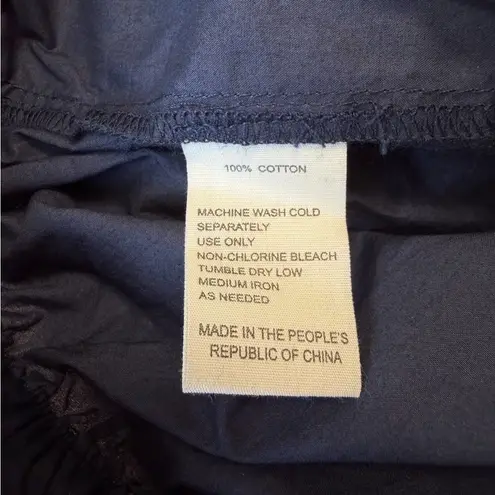 100% COTTON
MACHINE WASH COLD
SEPARATELY
USE ONLY
NON-CHLORINE BLEACH
TUMBLE DRY LOW
MEDIUM IRON
AS NEEDED
MADE IN THE PEOPLE'S
REPUBLIC OF CHINA